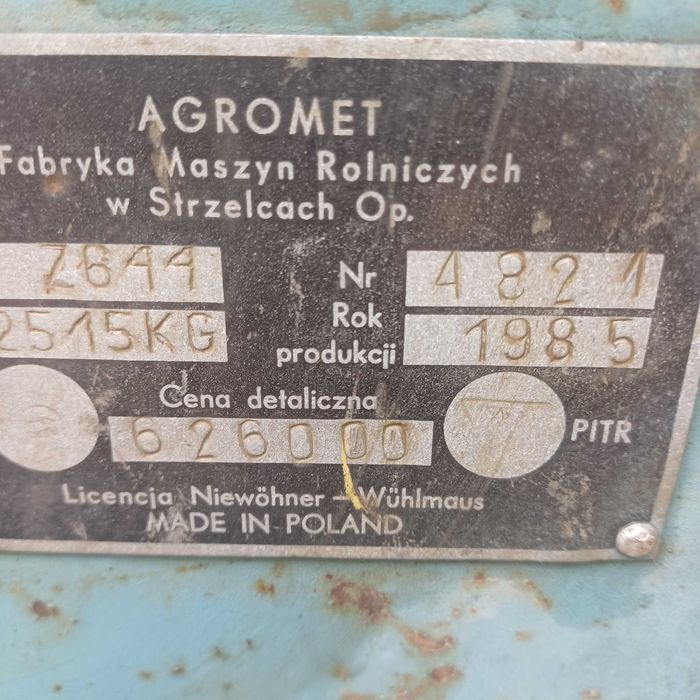 AGROMET
Fabryka Maszyn Rolniczych
w Strzelcach Op.
Z644 Nr 4821
2515KG Rok produkcji 1985
Cena detaliczna
626000 PITR
Licencja Niewöhner – Wühlmaus
MADE IN POLAND